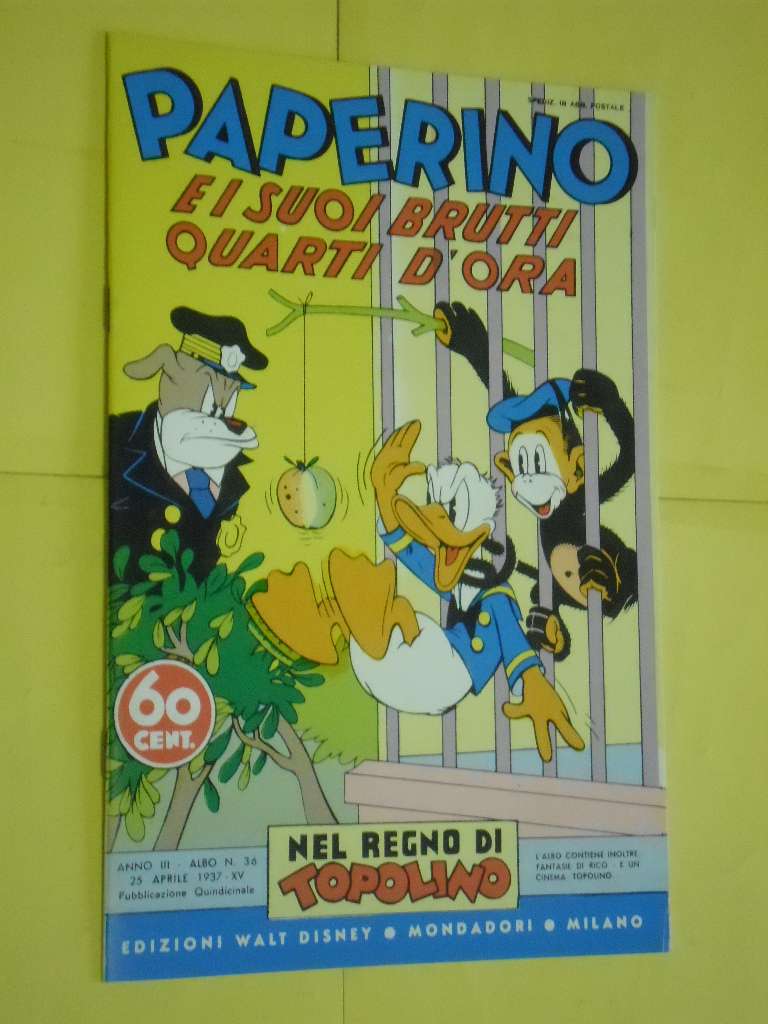 SPEDIZ. IN ABB. POSTALE
PAPERINO
E I SUOI BRUTTI
QUARTI D'ORA
60
CENT.
ANNO III - ALBO N. 36
25 APRILE 1937-XV
Pubblicazione Quindicinale
NEL REGNO DI
TOPOLINO
L'ALBO CONTIENE INOLTRE
FANTASIE DI RICO - E UN
CINEMA TOPOLINO
EDIZIONI WALT DISNEY ● MONDADORI ● MILANO